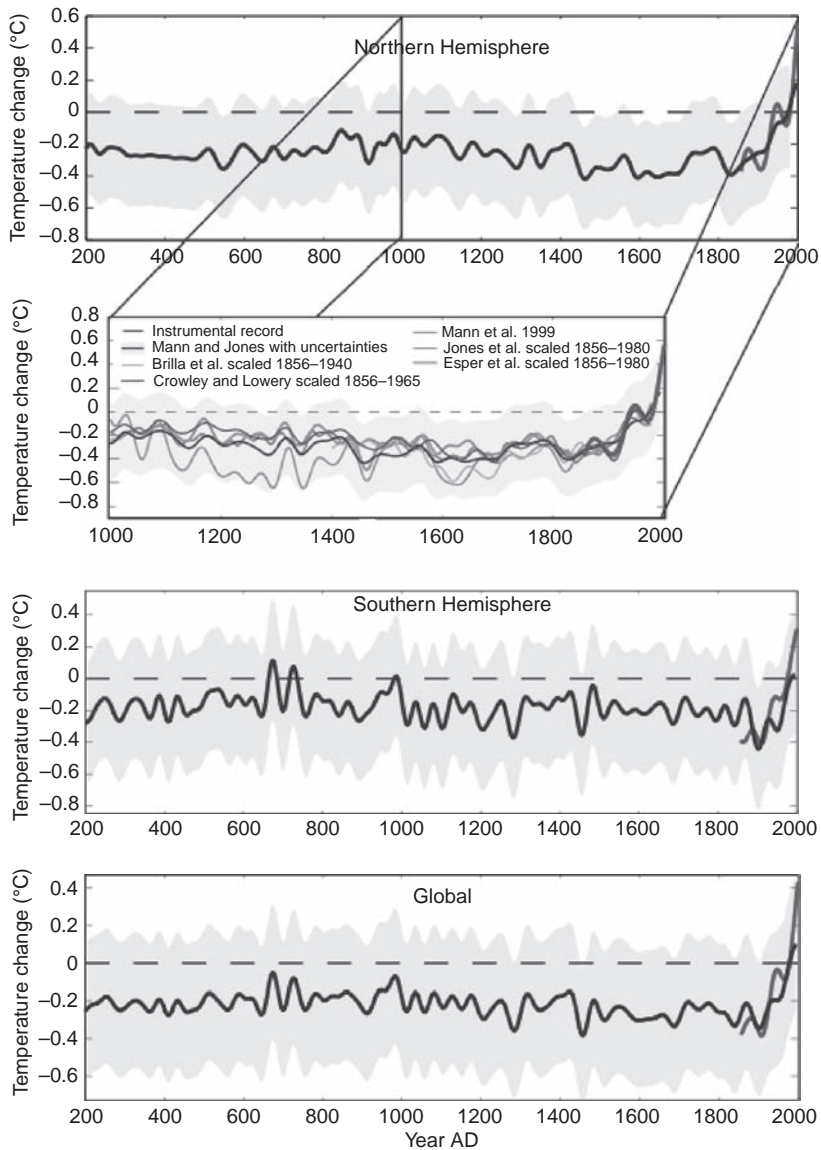 Northern Hemisphere
Temperature change (°C)
0.6
0.4
0.2
0
–0.2
–0.4
–0.6
–0.8
200 400 600 800 1000 1200 1400 1600 1800 2000
Temperature change (°C)
0.8
0.6
0.4
0.2
0
–0.2
–0.4
–0.6
–0.8
Instrumental record
Mann and Jones with uncertainties
Brilla et al. scaled 1856–1940
Crowley and Lowery scaled 1856–1965
Mann et al. 1999
Jones et al. scaled 1856–1980
Esper et al. scaled 1856–1980
1000 1200 1400 1600 1800 2000
Southern Hemisphere
Temperature change (°C)
0.4
0.2
0
–0.2
–0.4
–0.6
–0.8
200 400 600 800 1000 1200 1400 1600 1800 2000
Global
Temperature change (°C)
0.4
0.2
0
–0.2
–0.4
–0.6
200 400 600 800 1000 1200 1400 1600 1800 2000
Year AD